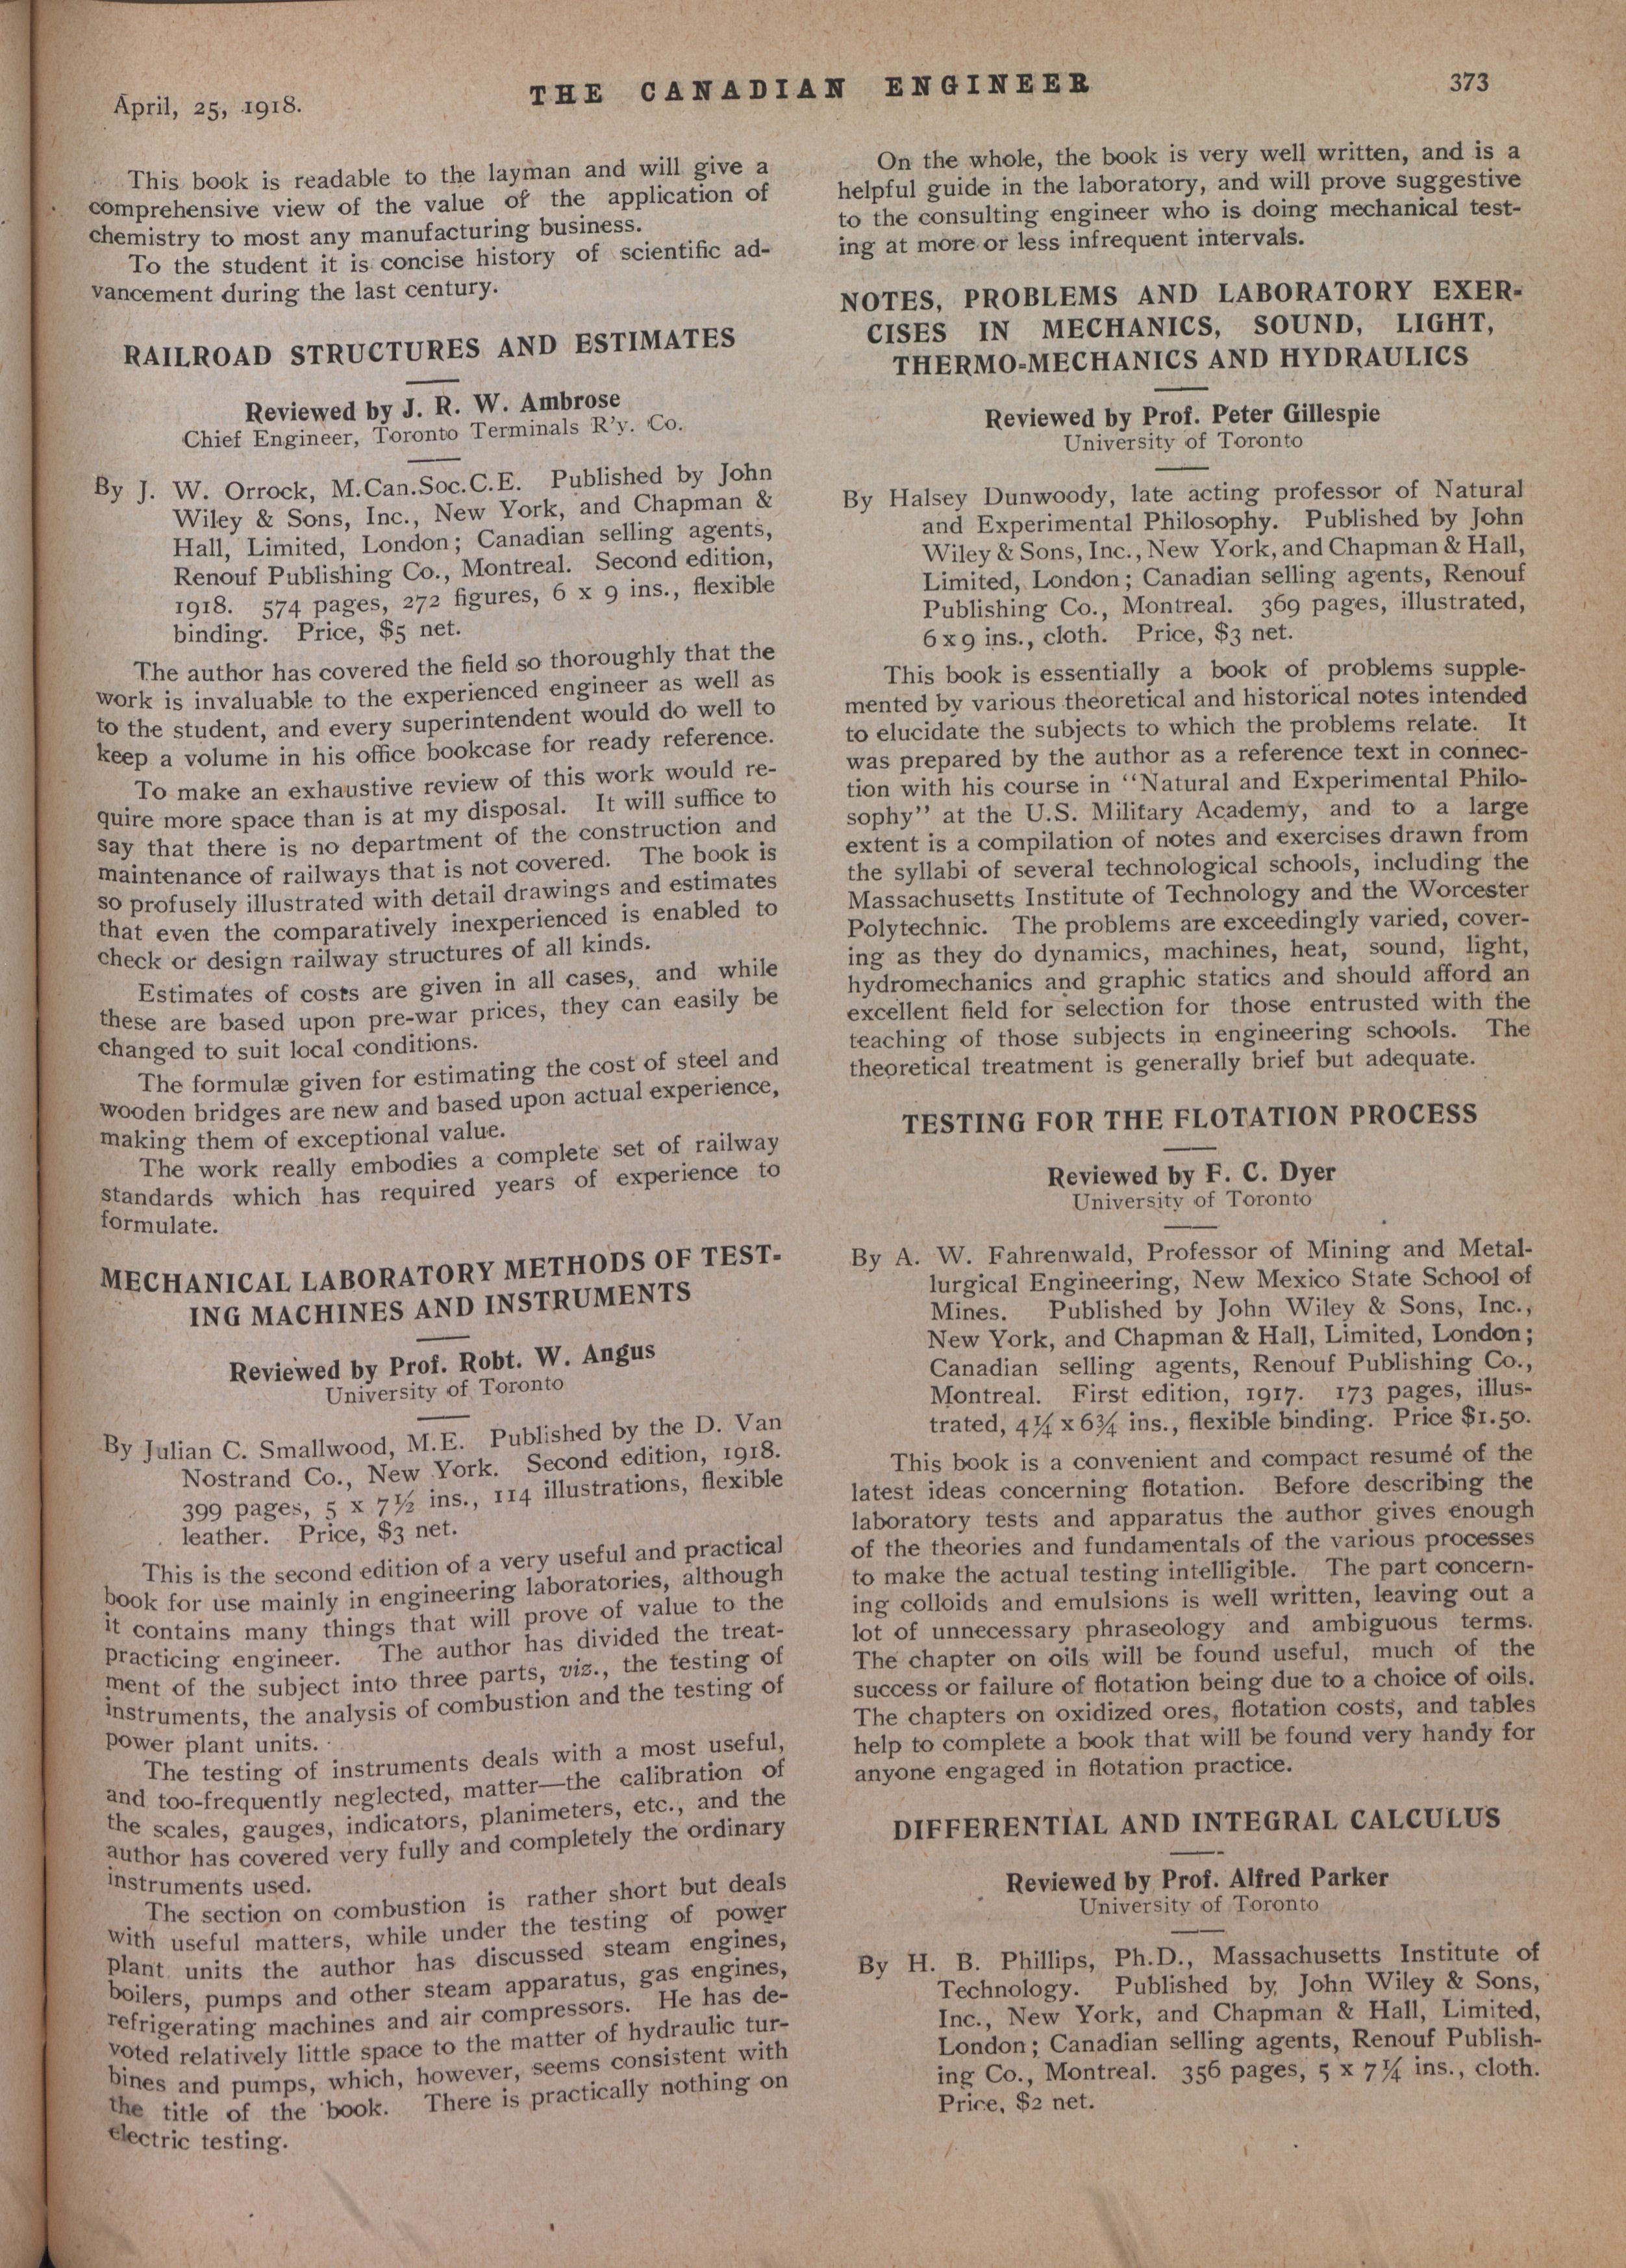 April, 25, 1918.
THE CANADIAN ENGINEER
373
This book is readable to the layman and will give a
comprehensive view of the value of the application of
chemistry to most any manufacturing business.
To the student it is concise history of scientific ad-
vancement during the last century.
RAILROAD STRUCTURES AND ESTIMATES
Reviewed by J. R. W. Ambrose
Chief Engineer, Toronto Terminals R'y. Co.
By J. W. Orrock, M.Can.Soc.C.E. Published by John
Wiley & Sons, Inc., New York, and Chapman &
Hall, Limited, London; Canadian selling agents,
Renouf Publishing Co., Montreal. Second edition,
1918. 574 pages, 272 figures, 6 x 9 ins., flexible
binding. Price, $5 net.
The author has covered the field so thoroughly that the
work is invaluable to the experienced engineer as well as
to the student, and every superintendent would do well to
keep a volume in his office bookcase for ready reference.
To make an exhaustive review of this work would re-
quire more space than is at my disposal. It will suffice to
say that there is no department of the construction and
maintenance of railways that is not covered. The book is
so profusely illustrated with detail drawings and estimates
that even the comparatively inexperienced is enabled to
check or design railway structures of all kinds.
Estimates of costs are given in all cases, and while
these are based upon pre-war prices, they can easily be
changed to suit local conditions.
The formulæ given for estimating the cost of steel and
wooden bridges are new and based upon actual experience,
making them of exceptional value.
The work really embodies a complete set of railway
standards which has required years of experience to
formulate.
MECHANICAL LABORATORY METHODS OF TEST-
ING MACHINES AND INSTRUMENTS
Reviewed by Prof. Robt. W. Angus
University of Toronto
By Julian C. Smallwood, M.E. Published by the D. Van
Nostrand Co., New York. Second edition, 1918.
399 pages, 5 x 7½ ins., 114 illustrations, flexible
leather. Price, $3 net.
This is the second edition of a very useful and practical
book for use mainly in engineering laboratories, although
it contains many things that will prove of value to the
practicing engineer. The author has divided the treat-
ment of the subject into three parts, viz., the testing of
instruments, the analysis of combustion and the testing of
power plant units.
The testing of instruments deals with a most useful,
and too-frequently neglected, matter—the calibration of
the scales, gauges, indicators, planimeters, etc., and the
author has covered very fully and completely the ordinary
instruments used.
The section on combustion is rather short but deals
with useful matters, while under the testing of power
plant units the author has discussed steam engines,
boilers, pumps and other steam apparatus, gas engines,
refrigerating machines and air compressors. He has de-
voted relatively little space to the matter of hydraulic tur-
bines and pumps, which, however, seems consistent with
the title of the book. There is practically nothing on
electric testing.
On the whole, the book is very well written, and is a
helpful guide in the laboratory, and will prove suggestive
to the consulting engineer who is doing mechanical test-
ing at more or less infrequent intervals.
NOTES, PROBLEMS AND LABORATORY EXER-
CISES IN MECHANICS, SOUND, LIGHT,
THERMO-MECHANICS AND HYDRAULICS
Reviewed by Prof. Peter Gillespie
University of Toronto
By Halsey Dunwoody, late acting professor of Natural
and Experimental Philosophy. Published by John
Wiley & Sons, Inc., New York, and Chapman & Hall,
Limited, London; Canadian selling agents, Renouf
Publishing Co., Montreal. 369 pages, illustrated,
6 x 9 ins., cloth. Price, $3 net.
This book is essentially a book of problems supple-
mented by various theoretical and historical notes intended
to elucidate the subjects to which the problems relate. It
was prepared by the author as a reference text in connec-
tion with his course in "Natural and Experimental Philo-
sophy" at the U.S. Military Academy, and to a large
extent is a compilation of notes and exercises drawn from
the syllabi of several technological schools, including the
Massachusetts Institute of Technology and the Worcester
Polytechnic. The problems are exceedingly varied, cover-
ing as they do dynamics, machines, heat, sound, light,
hydromechanics and graphic statics and should afford an
excellent field for selection for those entrusted with the
teaching of those subjects in engineering schools. The
theoretical treatment is generally brief but adequate.
TESTING FOR THE FLOTATION PROCESS
Reviewed by F. C. Dyer
University of Toronto
By A. W. Fahrenwald, Professor of Mining and Metal-
lurgical Engineering, New Mexico State School of
Mines. Published by John Wiley & Sons, Inc.,
New York, and Chapman & Hall, Limited, London;
Canadian selling agents, Renouf Publishing Co.,
Montreal. First edition, 1917. 173 pages, illus-
trated, 4¼ x 6¾ ins., flexible binding. Price $1.50.
This book is a convenient and compact resumé of the
latest ideas concerning flotation. Before describing the
laboratory tests and apparatus the author gives enough
of the theories and fundamentals of the various processes
to make the actual testing intelligible. The part concern-
ing colloids and emulsions is well written, leaving out a
lot of unnecessary phraseology and ambiguous terms.
The chapter on oils will be found useful, much of the
success or failure of flotation being due to a choice of oils.
The chapters on oxidized ores, flotation costs, and tables
help to complete a book that will be found very handy for
anyone engaged in flotation practice.
DIFFERENTIAL AND INTEGRAL CALCULUS
Reviewed by Prof. Alfred Parker
University of Toronto
By H. B. Phillips, Ph.D., Massachusetts Institute of
Technology. Published by John Wiley & Sons,
Inc., New York, and Chapman & Hall, Limited,
London; Canadian selling agents, Renouf Publish-
ing Co., Montreal. 356 pages, 5 x 7¼ ins., cloth.
Price, $2 net.